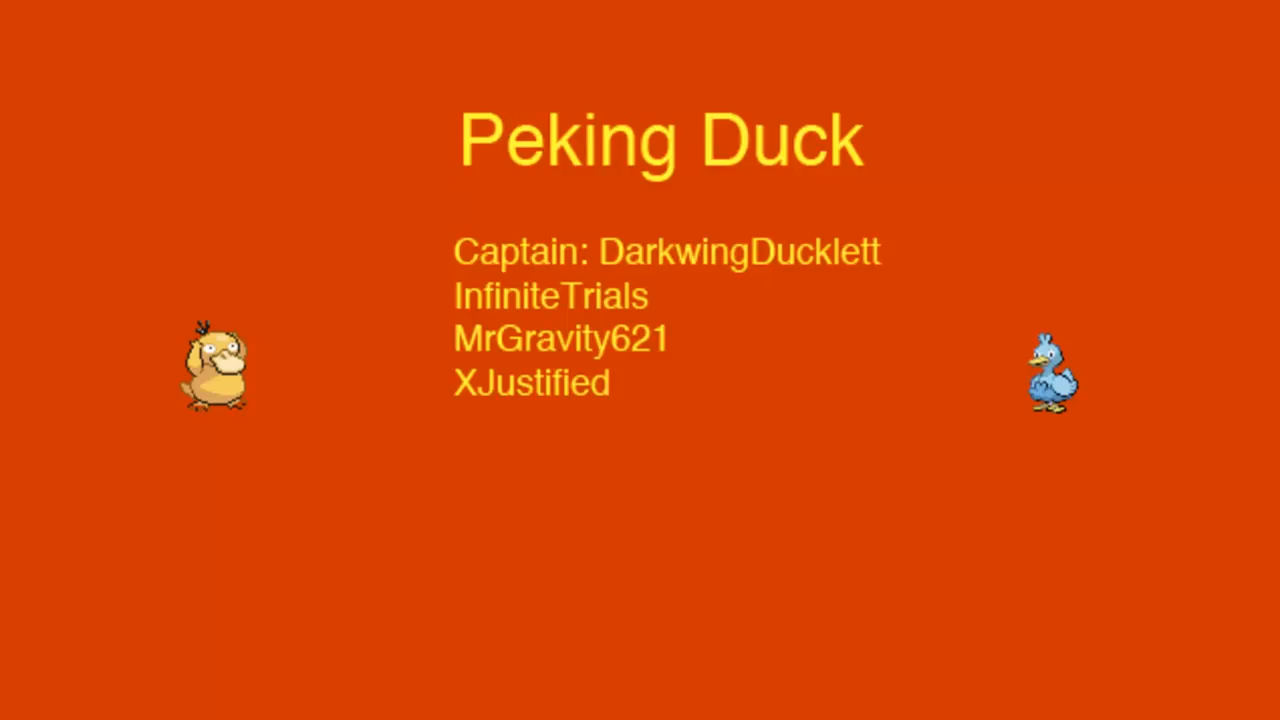 Peking Duck
Captain: DarkwingDucklett
InfiniteTrials
MrGravity621
XJustified